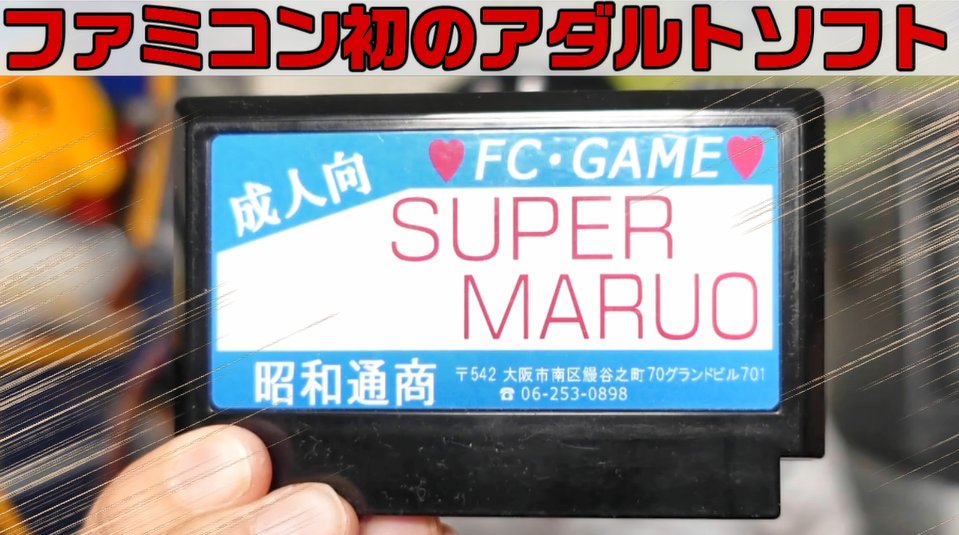 ファミコン初のアダルトソフト
成人向
♥FC・GAME♥
SUPER
MARUO
昭和通商
〒542 大阪市南区鰻谷之町70グランドビル701
☎ 06-253-0898